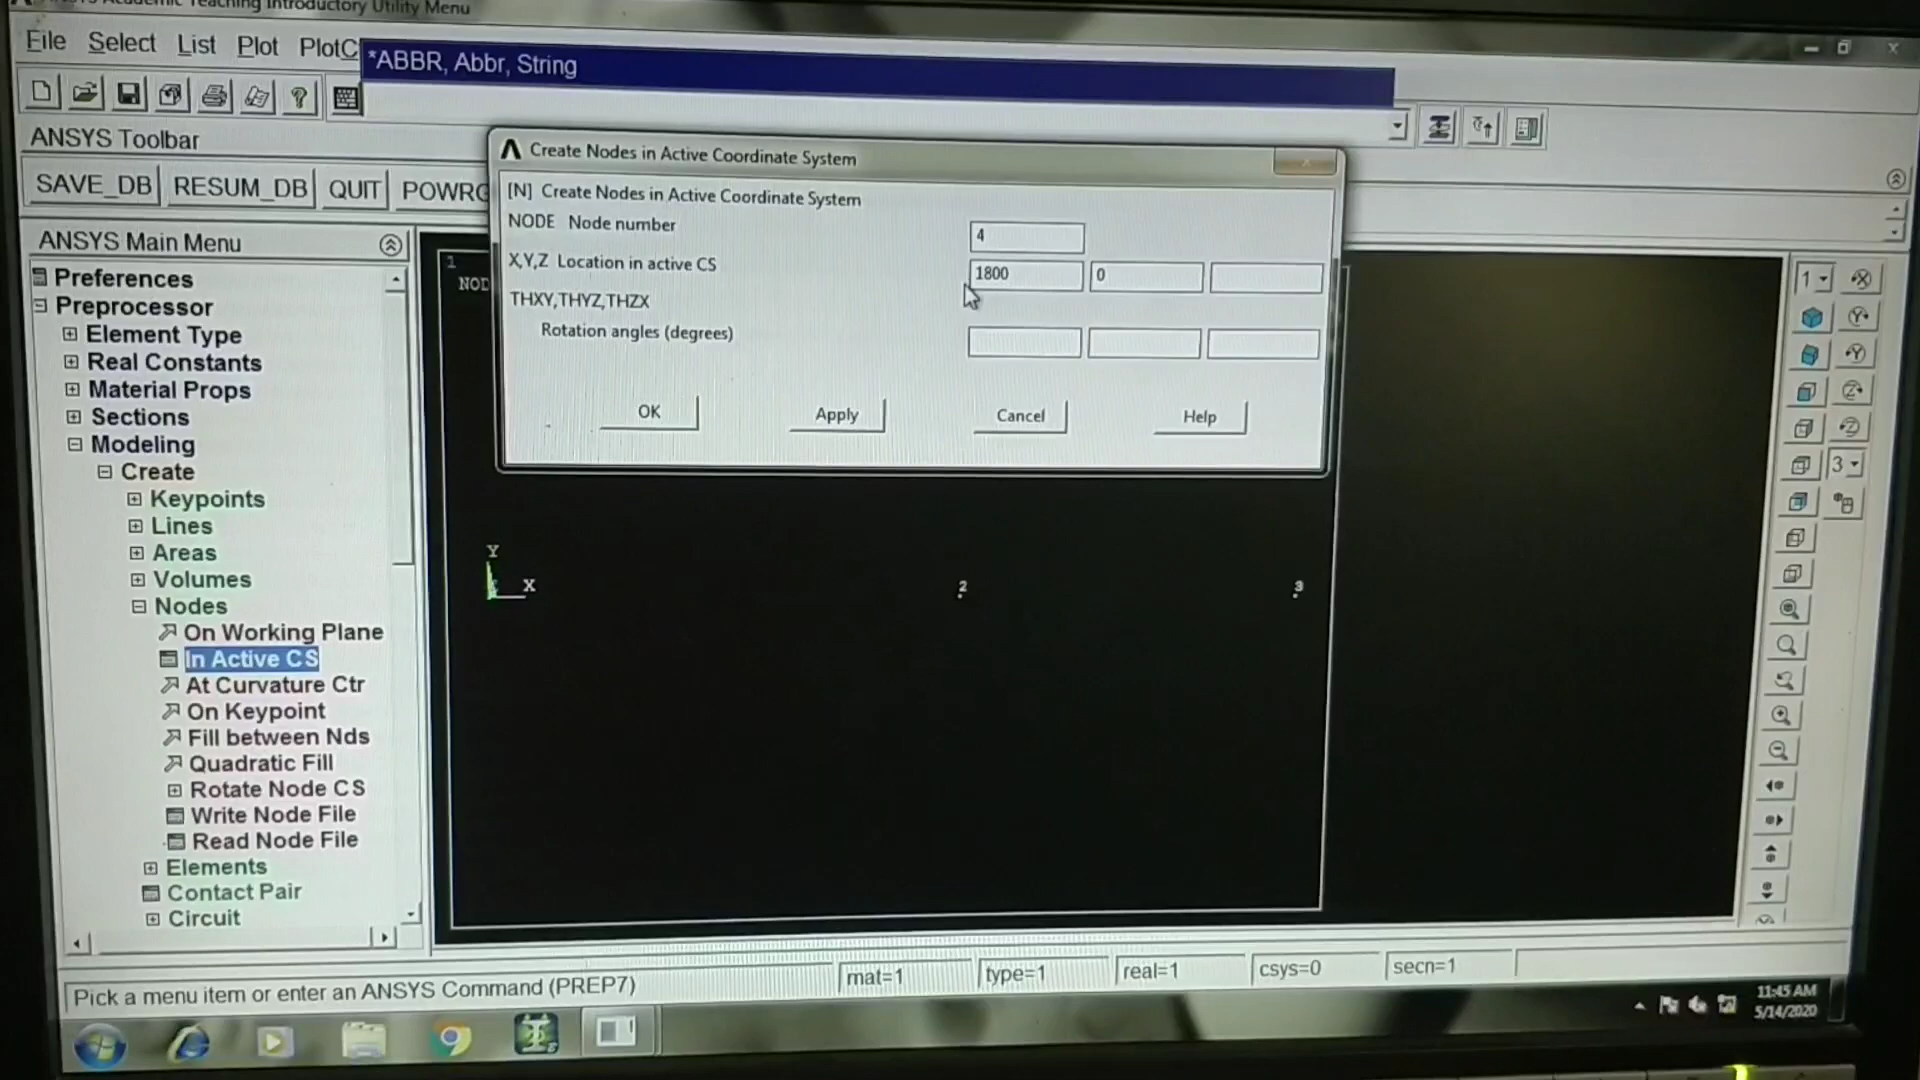 ANSYS Academic Teaching Introductory Utility Menu
File Select List Plot PlotC
*ABBR, Abbr, String
ANSYS Toolbar
SAVE_DB RESUM_DB QUIT POWRG
Create Nodes in Active Coordinate System
[N] Create Nodes in Active Coordinate System
NODE Node number
4
X,Y,Z Location in active CS
1800 0
THXY,THYZ,THZX
Rotation angles (degrees)
OK Apply Cancel Help
ANSYS Main Menu
Preferences
Preprocessor
Element Type
Real Constants
Material Props
Sections
Modeling
Create
Keypoints
Lines
Areas
Volumes
Nodes
On Working Plane
In Active CS
At Curvature Ctr
On Keypoint
Fill between Nds
Quadratic Fill
Rotate Node CS
Write Node File
Read Node File
Elements
Contact Pair
Circuit
1
NOD
Y
X
2
3
1
3
Pick a menu item or enter an ANSYS Command (PREP7)
mat=1 type=1 real=1 csys=0 secn=1
11:45 AM
5/14/2020